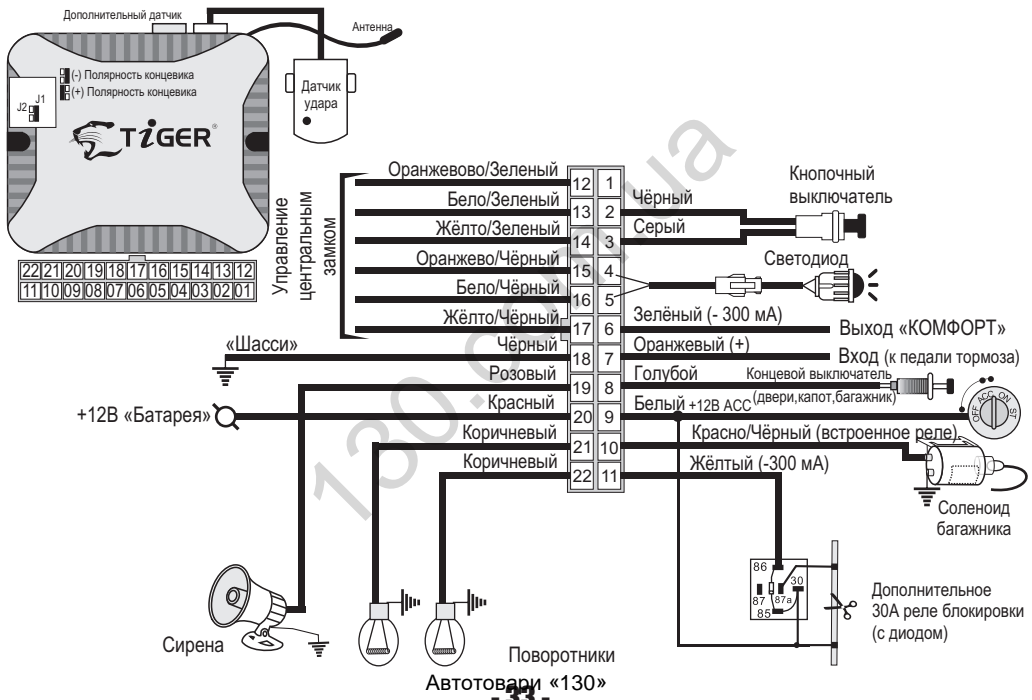 Дополнительный датчик
Антенна
(-) Полярность концевика
(+) Полярность концевика
J2 J1
Датчик
удара
TiGER®
22 21 20 19 18 17 16 15 14 13 12
11 10 09 08 07 06 05 04 03 02 01
Управление
центральным
замком
Оранжевово/Зеленый
Бело/Зеленый
Жёлто/Зеленый
Оранжево/Чёрный
Бело/Чёрный
Жёлто/Чёрный
«Шасси»
Чёрный
Розовый
+12В «Батарея»
Красный
Коричневый
Коричневый
12 1
13 2
14 3
15 4
16 5
17 6
18 7
19 8
20 9
21 10
22 11
Кнопочный
выключатель
Чёрный
Серый
Светодиод
Зелёный (- 300 мА)
Выход «КОМФОРТ»
Оранжевый (+)
Вход (к педали тормоза)
Голубой
Концевой выключатель
(двери,капот,багажник)
Белый +12В ACC
OFF ACC ON ST
Красно/Чёрный (встроенное реле)
Жёлтый (-300 мА)
Соленоид
багажника
86
30
87 87a
85
Дополнительное
30А реле блокировки
(с диодом)
Сирена
Поворотники
Автотовари «130»
- 33 -
130.com.ua